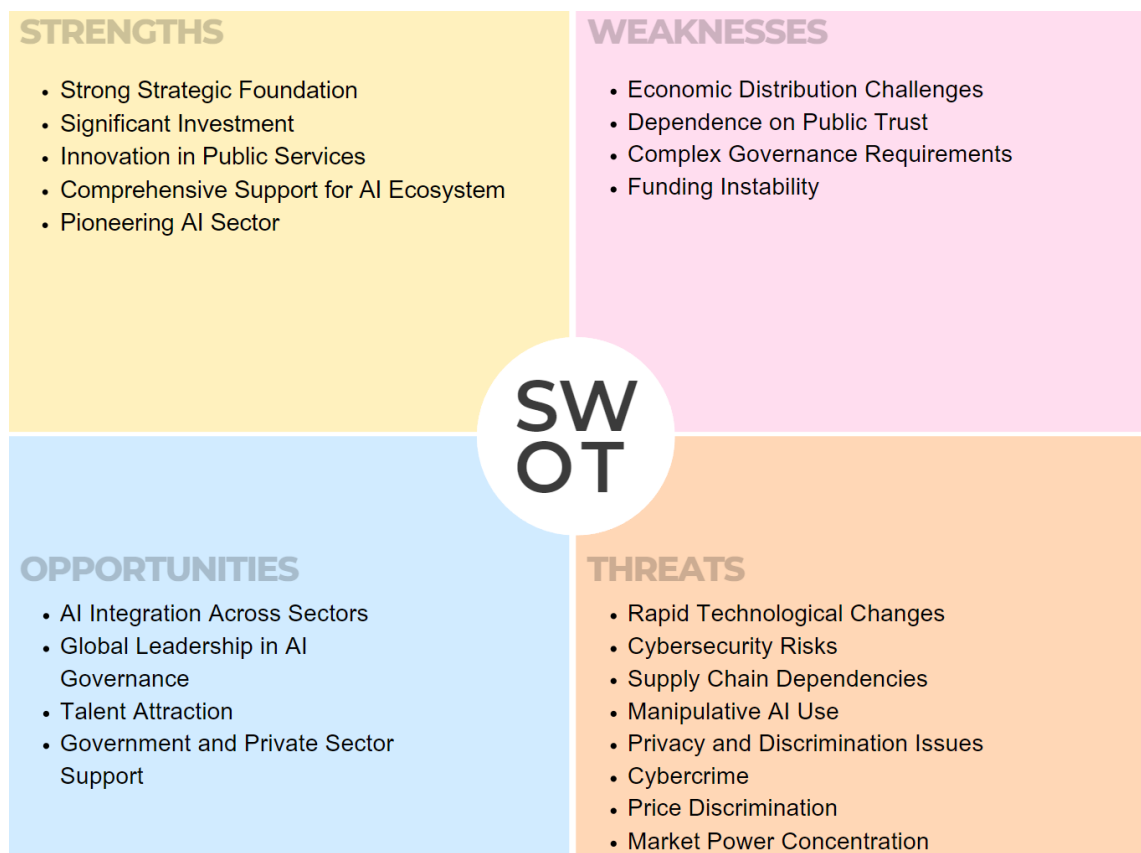 STRENGTHS
• Strong Strategic Foundation
• Significant Investment
• Innovation in Public Services
• Comprehensive Support for AI Ecosystem
• Pioneering AI Sector
WEAKNESSES
• Economic Distribution Challenges
• Dependence on Public Trust
• Complex Governance Requirements
• Funding Instability
SW
OT
OPPORTUNITIES
• AI Integration Across Sectors
• Global Leadership in AI
Governance
• Talent Attraction
• Government and Private Sector
Support
THREATS
• Rapid Technological Changes
• Cybersecurity Risks
• Supply Chain Dependencies
• Manipulative AI Use
• Privacy and Discrimination Issues
• Cybercrime
• Price Discrimination
• Market Power Concentration